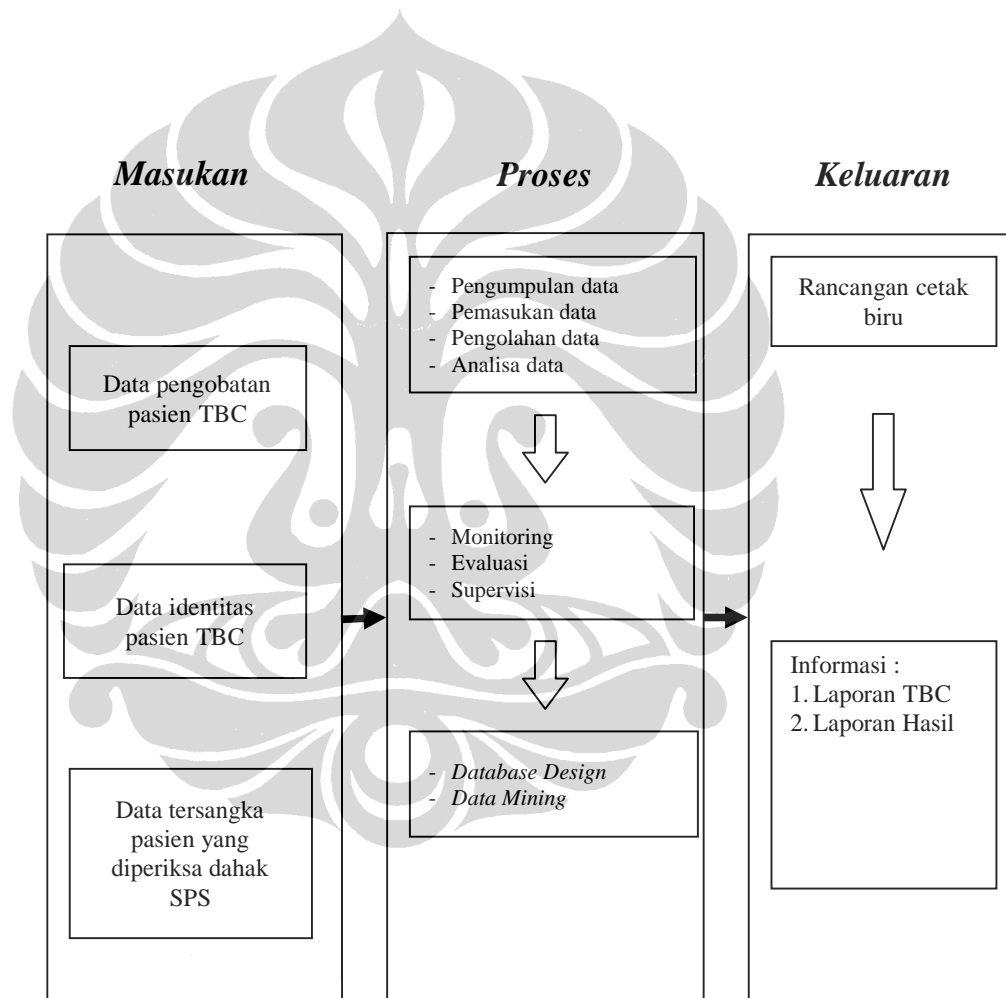 Masukan
Proses
Keluaran
Data pengobatan
pasien TBC
Data identitas
pasien TBC
Data tersangka
pasien yang
diperiksa dahak
SPS
- Pengumpulan data
- Pemasukan data
- Pengolahan data
- Analisa data
- Monitoring
- Evaluasi
- Supervisi
- Database Design
- Data Mining
Rancangan cetak
biru
Informasi :
1. Laporan TBC
2. Laporan Hasil